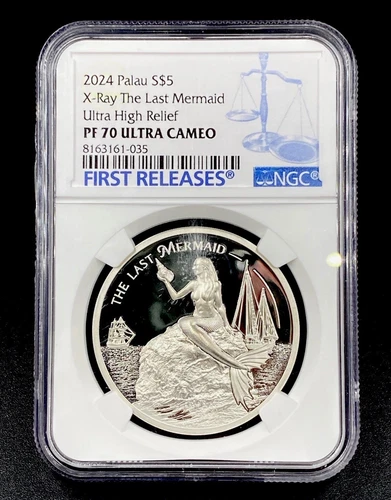 2024 Palau S$5
X-Ray The Last Mermaid
Ultra High Relief
PF 70 ULTRA CAMEO
8163161-035
FIRST RELEASES®
NGC®
THE LAST MERMAID